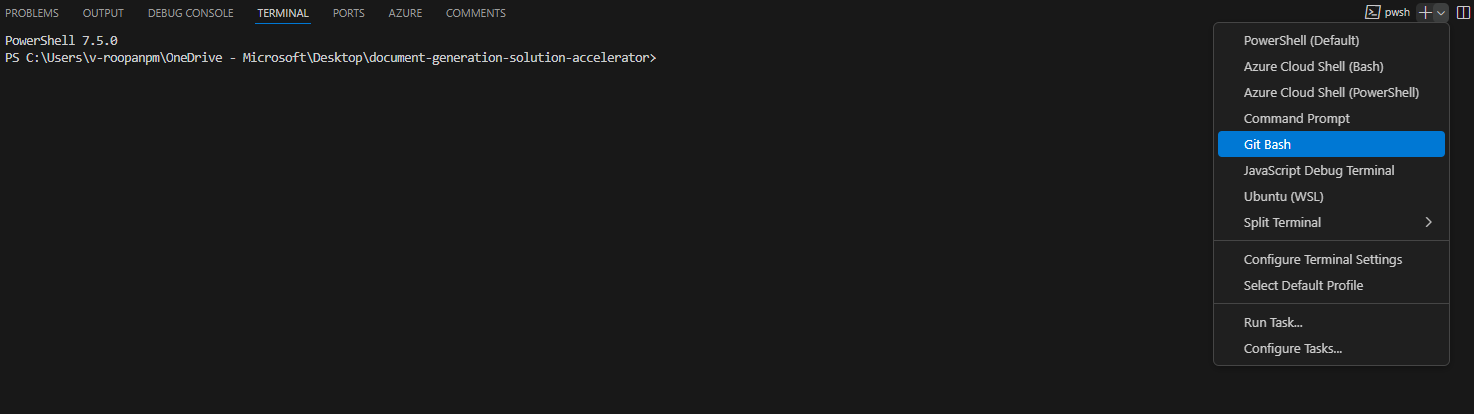 PROBLEMS OUTPUT DEBUG CONSOLE TERMINAL PORTS AZURE COMMENTS pwsh
PowerShell 7.5.0
PS C:\Users\v-roopanpm\OneDrive - Microsoft\Desktop\document-generation-solution-accelerator>
PowerShell (Default)
Azure Cloud Shell (Bash)
Azure Cloud Shell (PowerShell)
Command Prompt
Git Bash
JavaScript Debug Terminal
Ubuntu (WSL)
Split Terminal
Configure Terminal Settings
Select Default Profile
Run Task...
Configure Tasks...